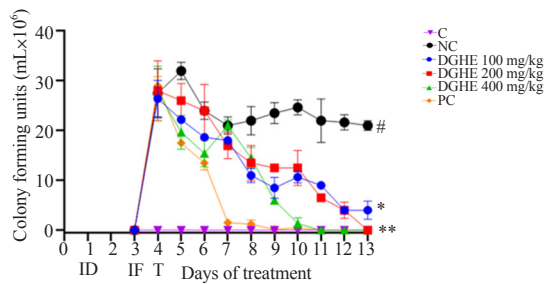 Colony forming units (mL×10⁶)
40
30
20
10
0
0 1 2 3 4 5 6 7 8 9 10 11 12 13
ID IF T Days of treatment
C
NC
DGHE 100 mg/kg
DGHE 200 mg/kg
DGHE 400 mg/kg
PC
#
*
**